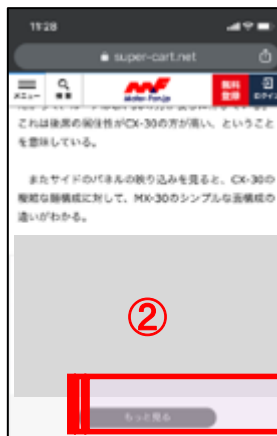 19:28
super-cart.net
メニュー
検索
Motor-Fan.jp
無料
登録
ログイン
これは後席の居住性がCX-30の方が高い、ということ
を意味している。
またサイドのパネルの映り込みを見ると、CX-30の
複雑な面構成に対して、MX-30のシンプルな面構成の
違いがわかる。
②
もっと見る